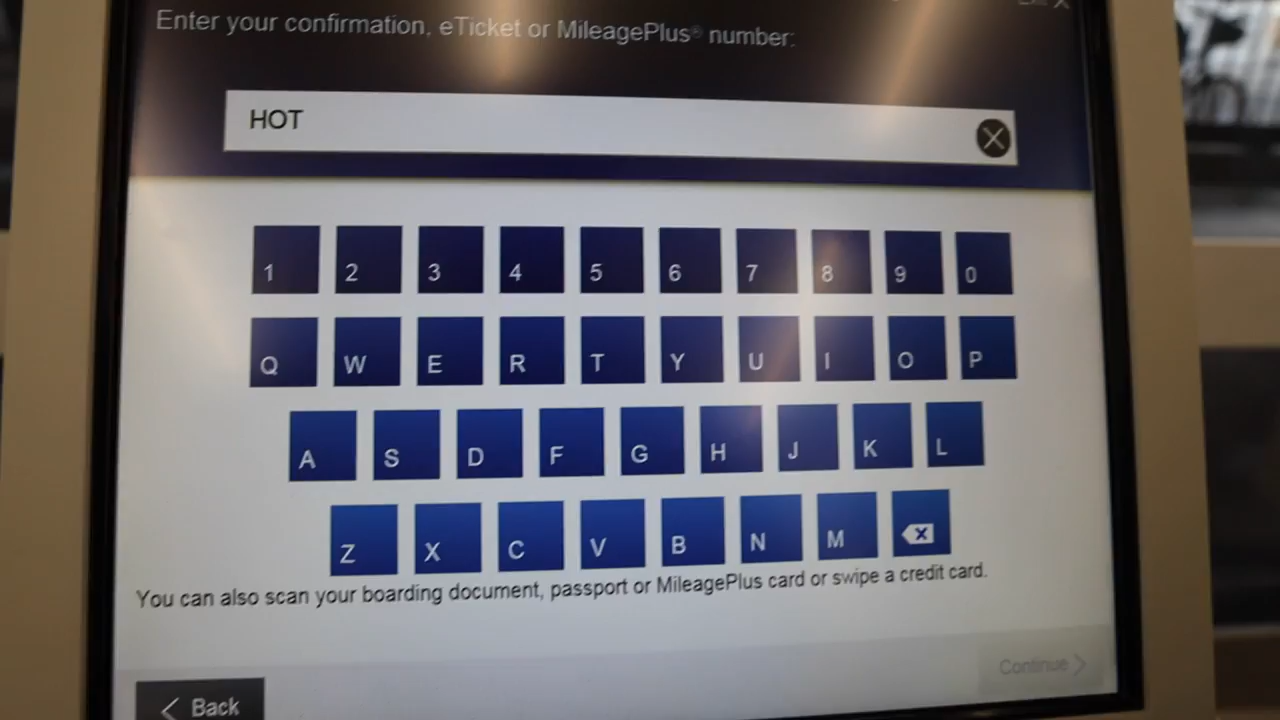 Enter your confirmation, eTicket or MileagePlus® number:
HOT
1 2 3 4 5 6 7 8 9 0
Q W E R T Y U I O P
A S D F G H J K L
Z X C V B N M
You can also scan your boarding document, passport or MileagePlus card or swipe a credit card.
Continue
Back